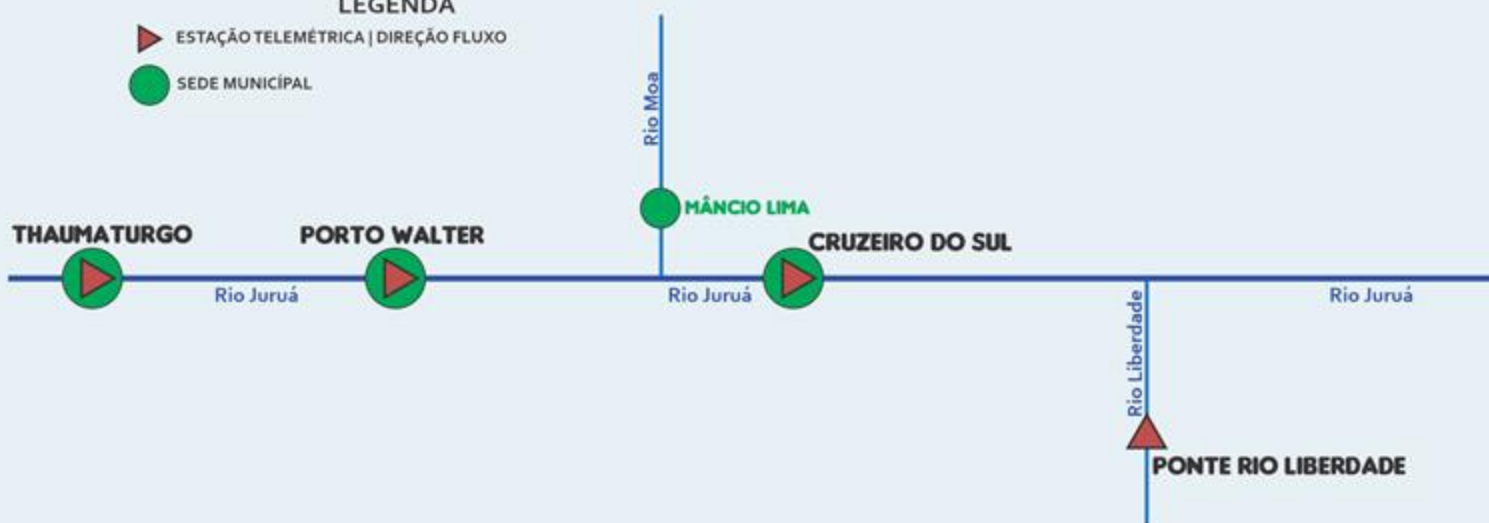 LEGENDA
ESTAÇÃO TELEMÉTRICA | DIREÇÃO FLUXO
SEDE MUNICÍPAL
Rio Moa
MÂNCIO LIMA
THAUMATURGO
PORTO WALTER
CRUZEIRO DO SUL
Rio Juruá
Rio Juruá
Rio Juruá
Rio Liberdade
PONTE RIO LIBERDADE